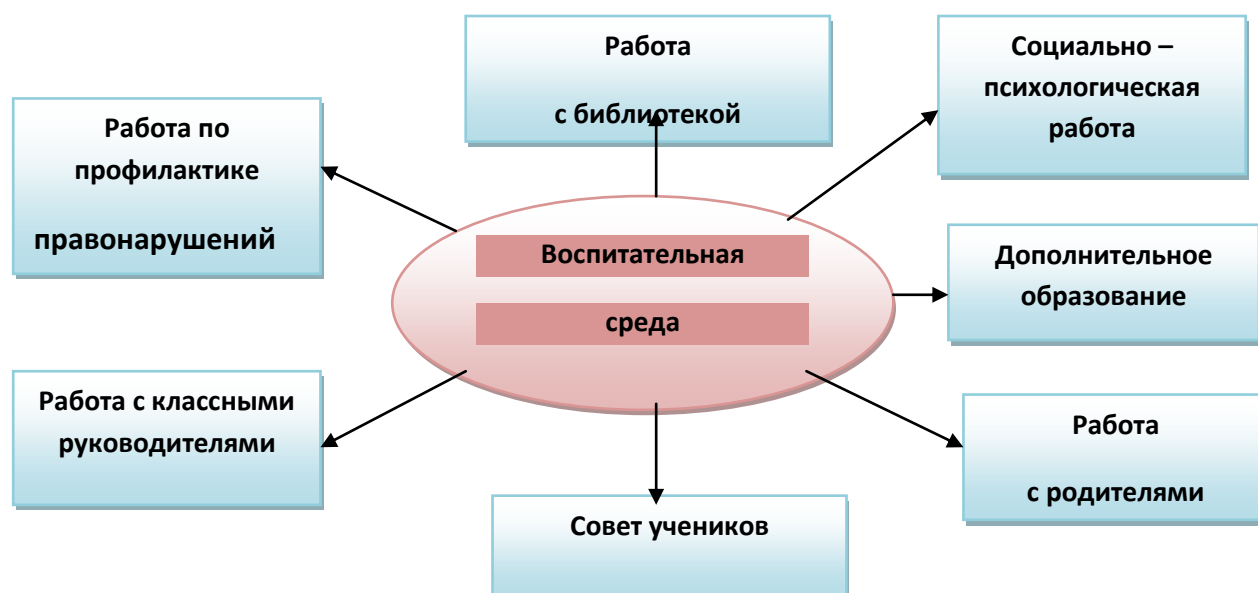 Работа
с библиотекой
Социально –
психологическая
работа
Работа по
профилактике
правонарушений
Воспитательная
среда
Дополнительное
образование
Работа с классными
руководителями
Работа
с родителями
Совет учеников